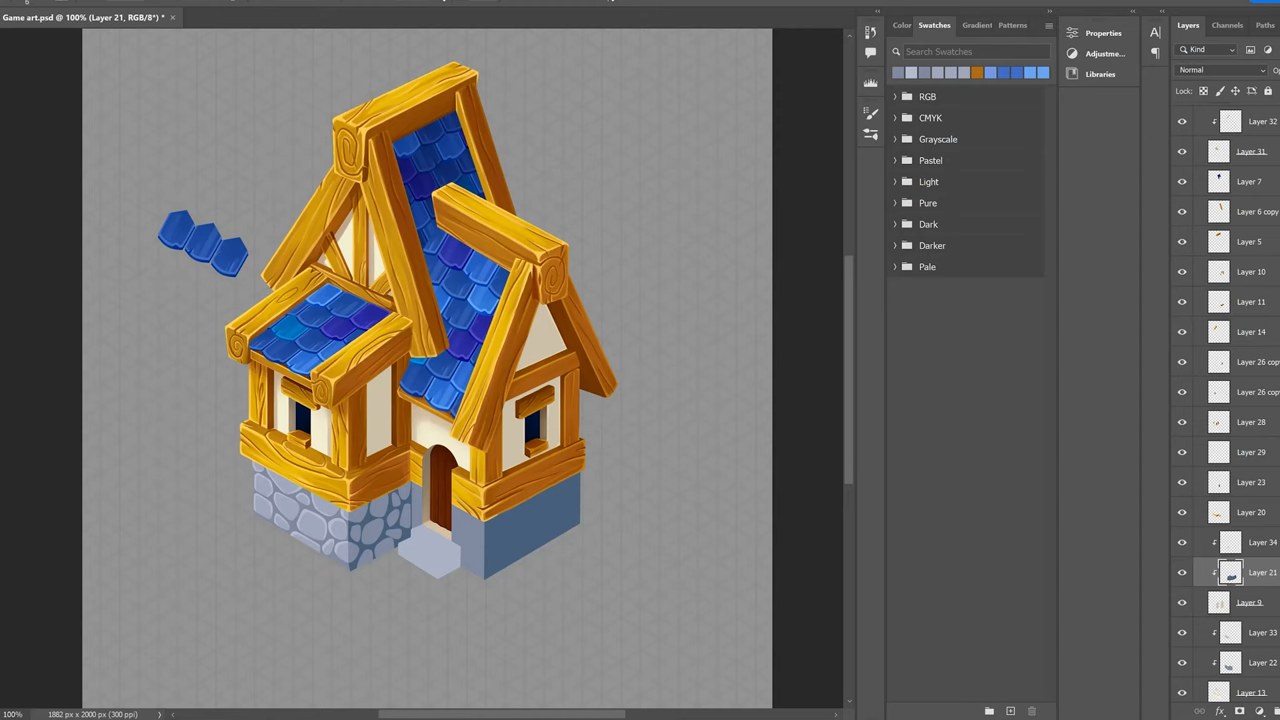 Game art.psd @ 100% (Layer 21, RGB/8*) *
Color Swatches Gradient Patterns
Search Swatches
RGB
CMYK
Grayscale
Pastel
Light
Pure
Dark
Darker
Pale
Properties
Adjustme...
Libraries
Layers Channels Paths
Kind
Normal
Lock:
Layer 32
Layer 31
Layer 7
Layer 6 copy
Layer 5
Layer 10
Layer 11
Layer 14
Layer 26 cop
Layer 26 cop
Layer 28
Layer 29
Layer 23
Layer 20
Layer 34
Layer 21
Layer 9
Layer 33
Layer 22
Layer 13
100% 1882 px x 2000 px (300 ppi)